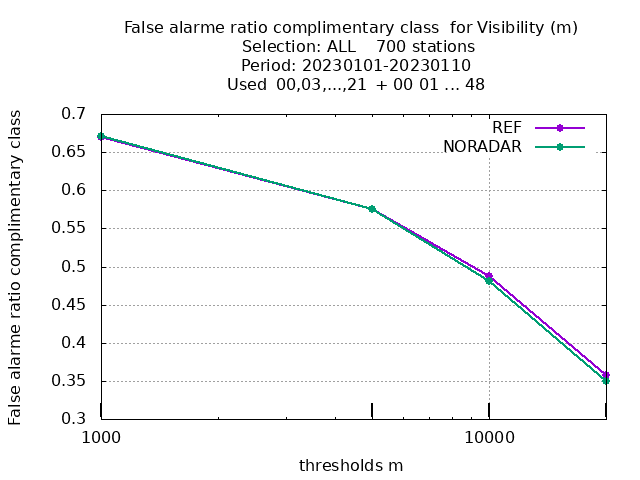 False alarme ratio complimentary class  for Visibility (m)
Selection: ALL    700 stations
Period: 20230101-20230110
Used  00,03,...,21  + 00 01 ... 48
False alarme ratio complimentary class
0.7
0.65
0.6
0.55
0.5
0.45
0.4
0.35
0.3
REF
NORADAR
1000
10000
thresholds m